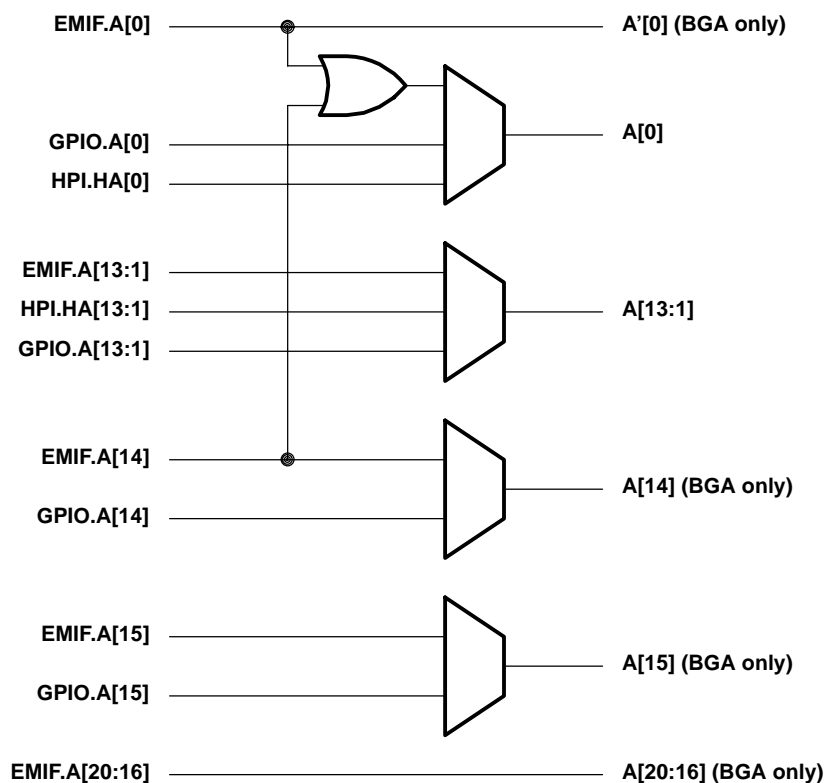 EMIF.A[0]
A’[0] (BGA only)
A[0]
GPIO.A[0]
HPI.HA[0]
EMIF.A[13:1]
HPI.HA[13:1]
A[13:1]
GPIO.A[13:1]
EMIF.A[14]
A[14] (BGA only)
GPIO.A[14]
EMIF.A[15]
A[15] (BGA only)
GPIO.A[15]
EMIF.A[20:16]
A[20:16] (BGA only)